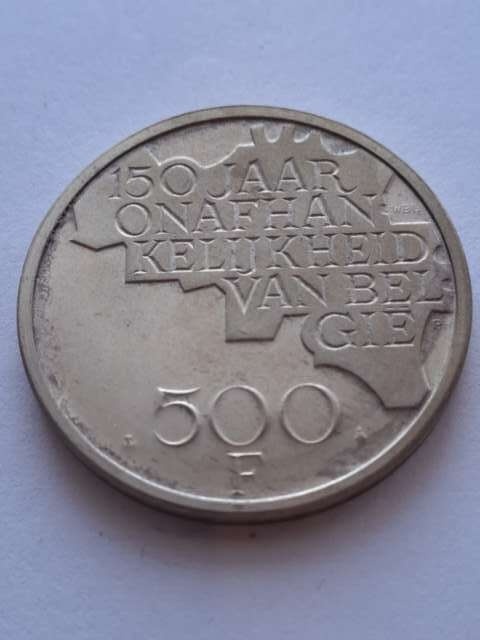 150 JAAR
ONAFHAN
KELIJKHEID
VAN BEL
GIE
500
F